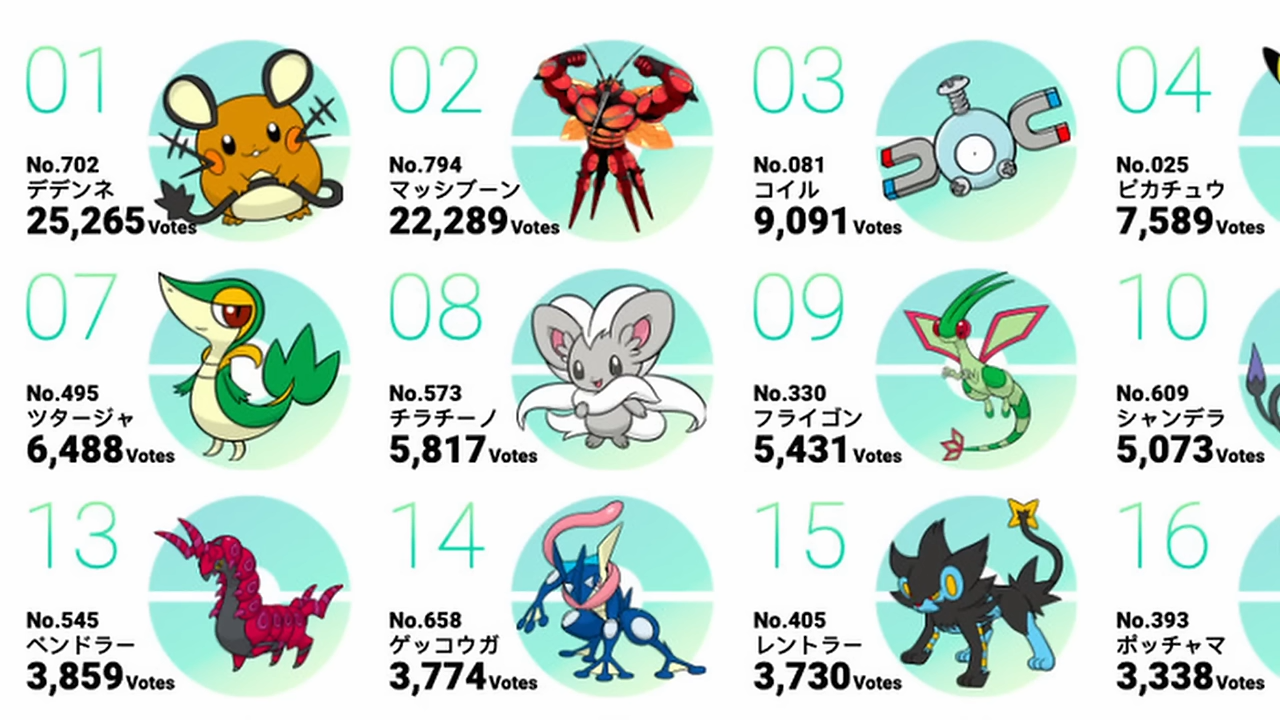 01
No.702
デデンネ
25,265Votes
02
No.794
マッシブーン
22,289Votes
03
No.081
コイル
9,091Votes
04
No.025
ピカチュウ
7,589Votes
07
No.495
ツタージャ
6,488Votes
08
No.573
チラチーノ
5,817Votes
09
No.330
フライゴン
5,431Votes
10
No.609
シャンデラ
5,073Votes
13
No.545
ペンドラー
3,859Votes
14
No.658
ゲッコウガ
3,774Votes
15
No.405
レントラー
3,730Votes
16
No.393
ポッチャマ
3,338Votes